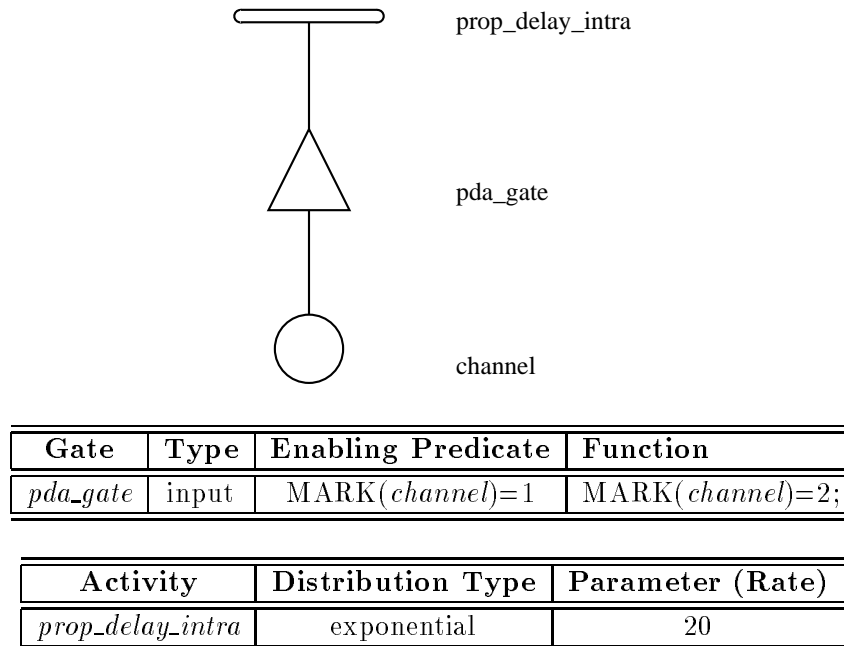 prop_delay_intra
pda_gate
channel
Gate Type Enabling Predicate Function
pda_gate input MARK(channel)=1 MARK(channel)=2;
Activity Distribution Type Parameter (Rate)
prop_delay_intra exponential 20